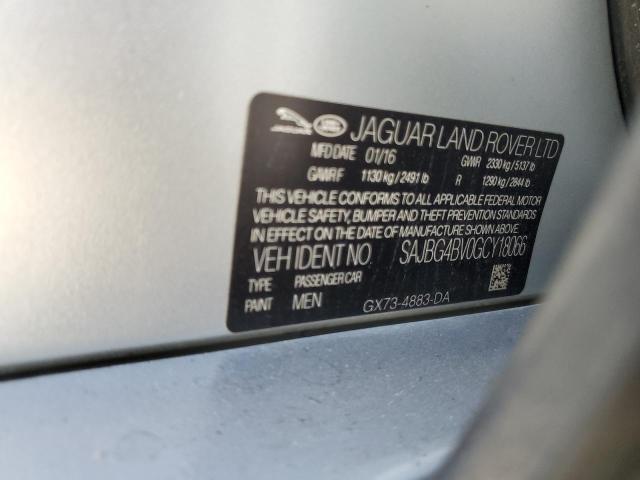 JAGUAR LAND ROVER LTD
MFD DATE 01/16 GVWR 2330 kg / 5137 lb
GAWR F 1130 kg / 2491 lb R 1290 kg / 2844 lb
THIS VEHICLE CONFORMS TO ALL APPLICABLE FEDERAL MOTOR
VEHICLE SAFETY, BUMPER AND THEFT PREVENTION STANDARDS
IN EFFECT ON THE DATE OF MANUFACTURE SHOWN ABOVE
VEH IDENT NO SAJBG4BV0GCY18066
TYPE PASSENGER CAR
PAINT MEN GX73-4883-DA